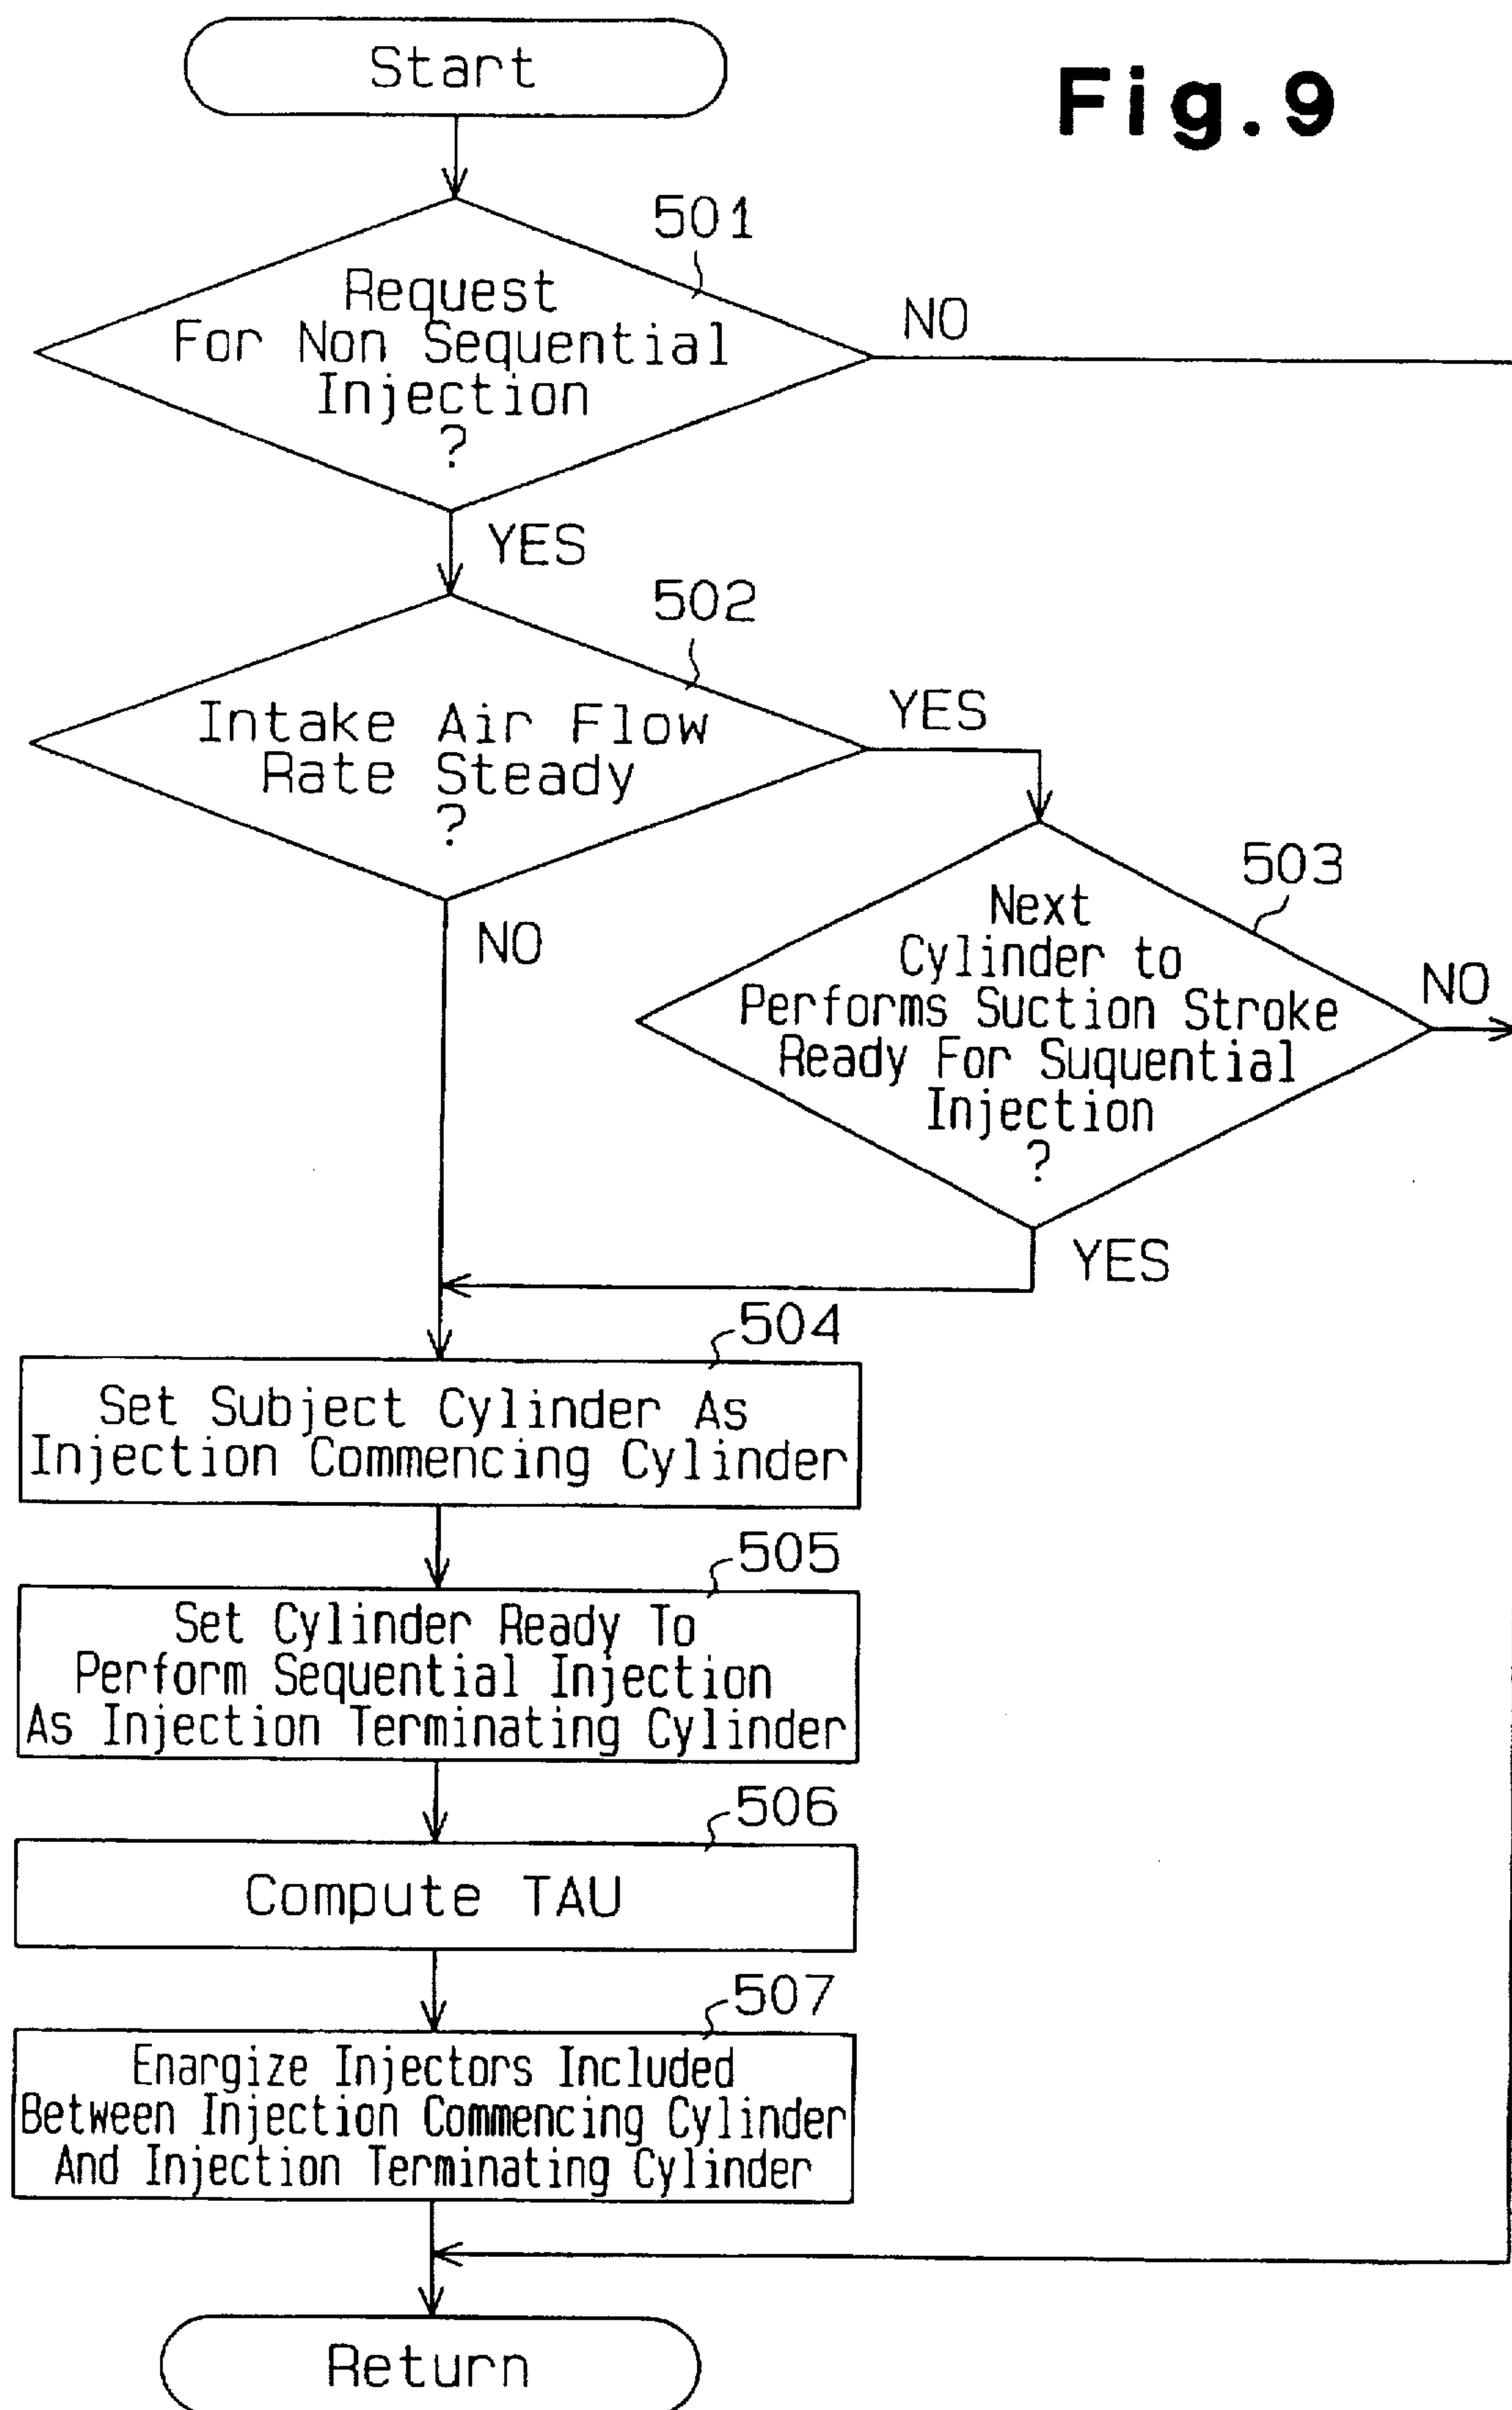 Start
Fig.9
501
Request
For Non Sequential
Injection
?
NO
YES
502
Intake Air Flow
Rate Steady
?
YES
NO
503
Next
Cylinder to
Performs Suction Stroke
Ready For Suquential
Injection
?
NO
YES
504
Set Subject Cylinder As
Injection Commencing Cylinder
505
Set Cylinder Ready To
Perform Sequential Injection
As Injection Terminating Cylinder
506
Compute TAU
507
Enargize Injectors Included
Between Injection Commencing Cylinder
And Injection Terminating Cylinder
Return